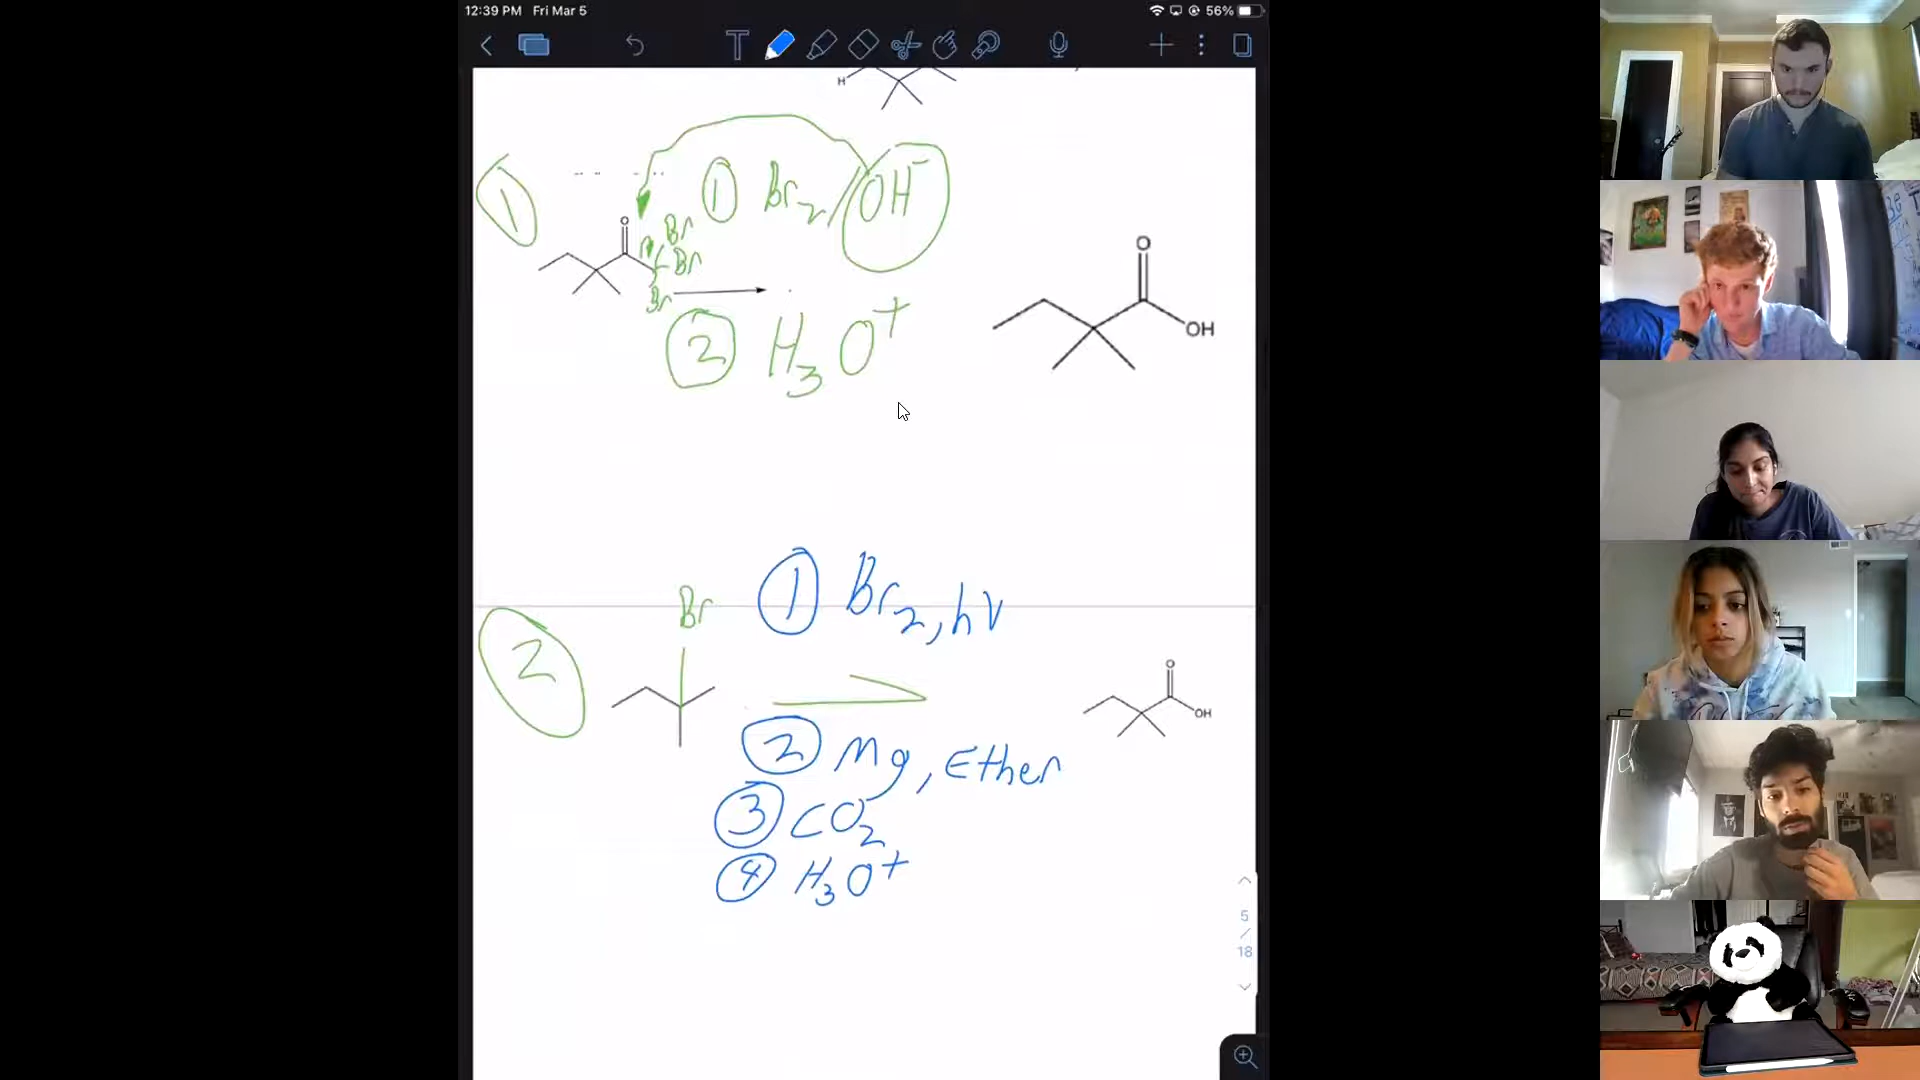 12:39 PM Fri Mar 5
56%
H
1
1 Br2/OH-
O
Br
Br
Br
2 H3O+
O
OH
1 Br2, hν
Br
2
O
OH
2 Mg, Ether
3 CO2
4 H3O+
5
/
18